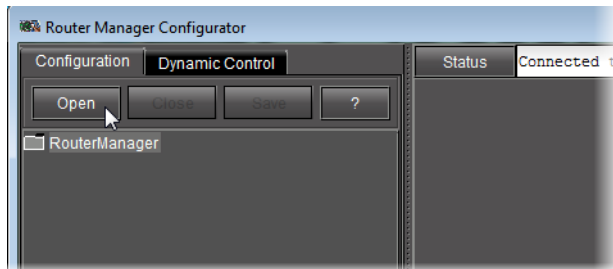 Router Manager Configurator
Configuration Dynamic Control Status Connected
Open Close Save ?
RouterManager